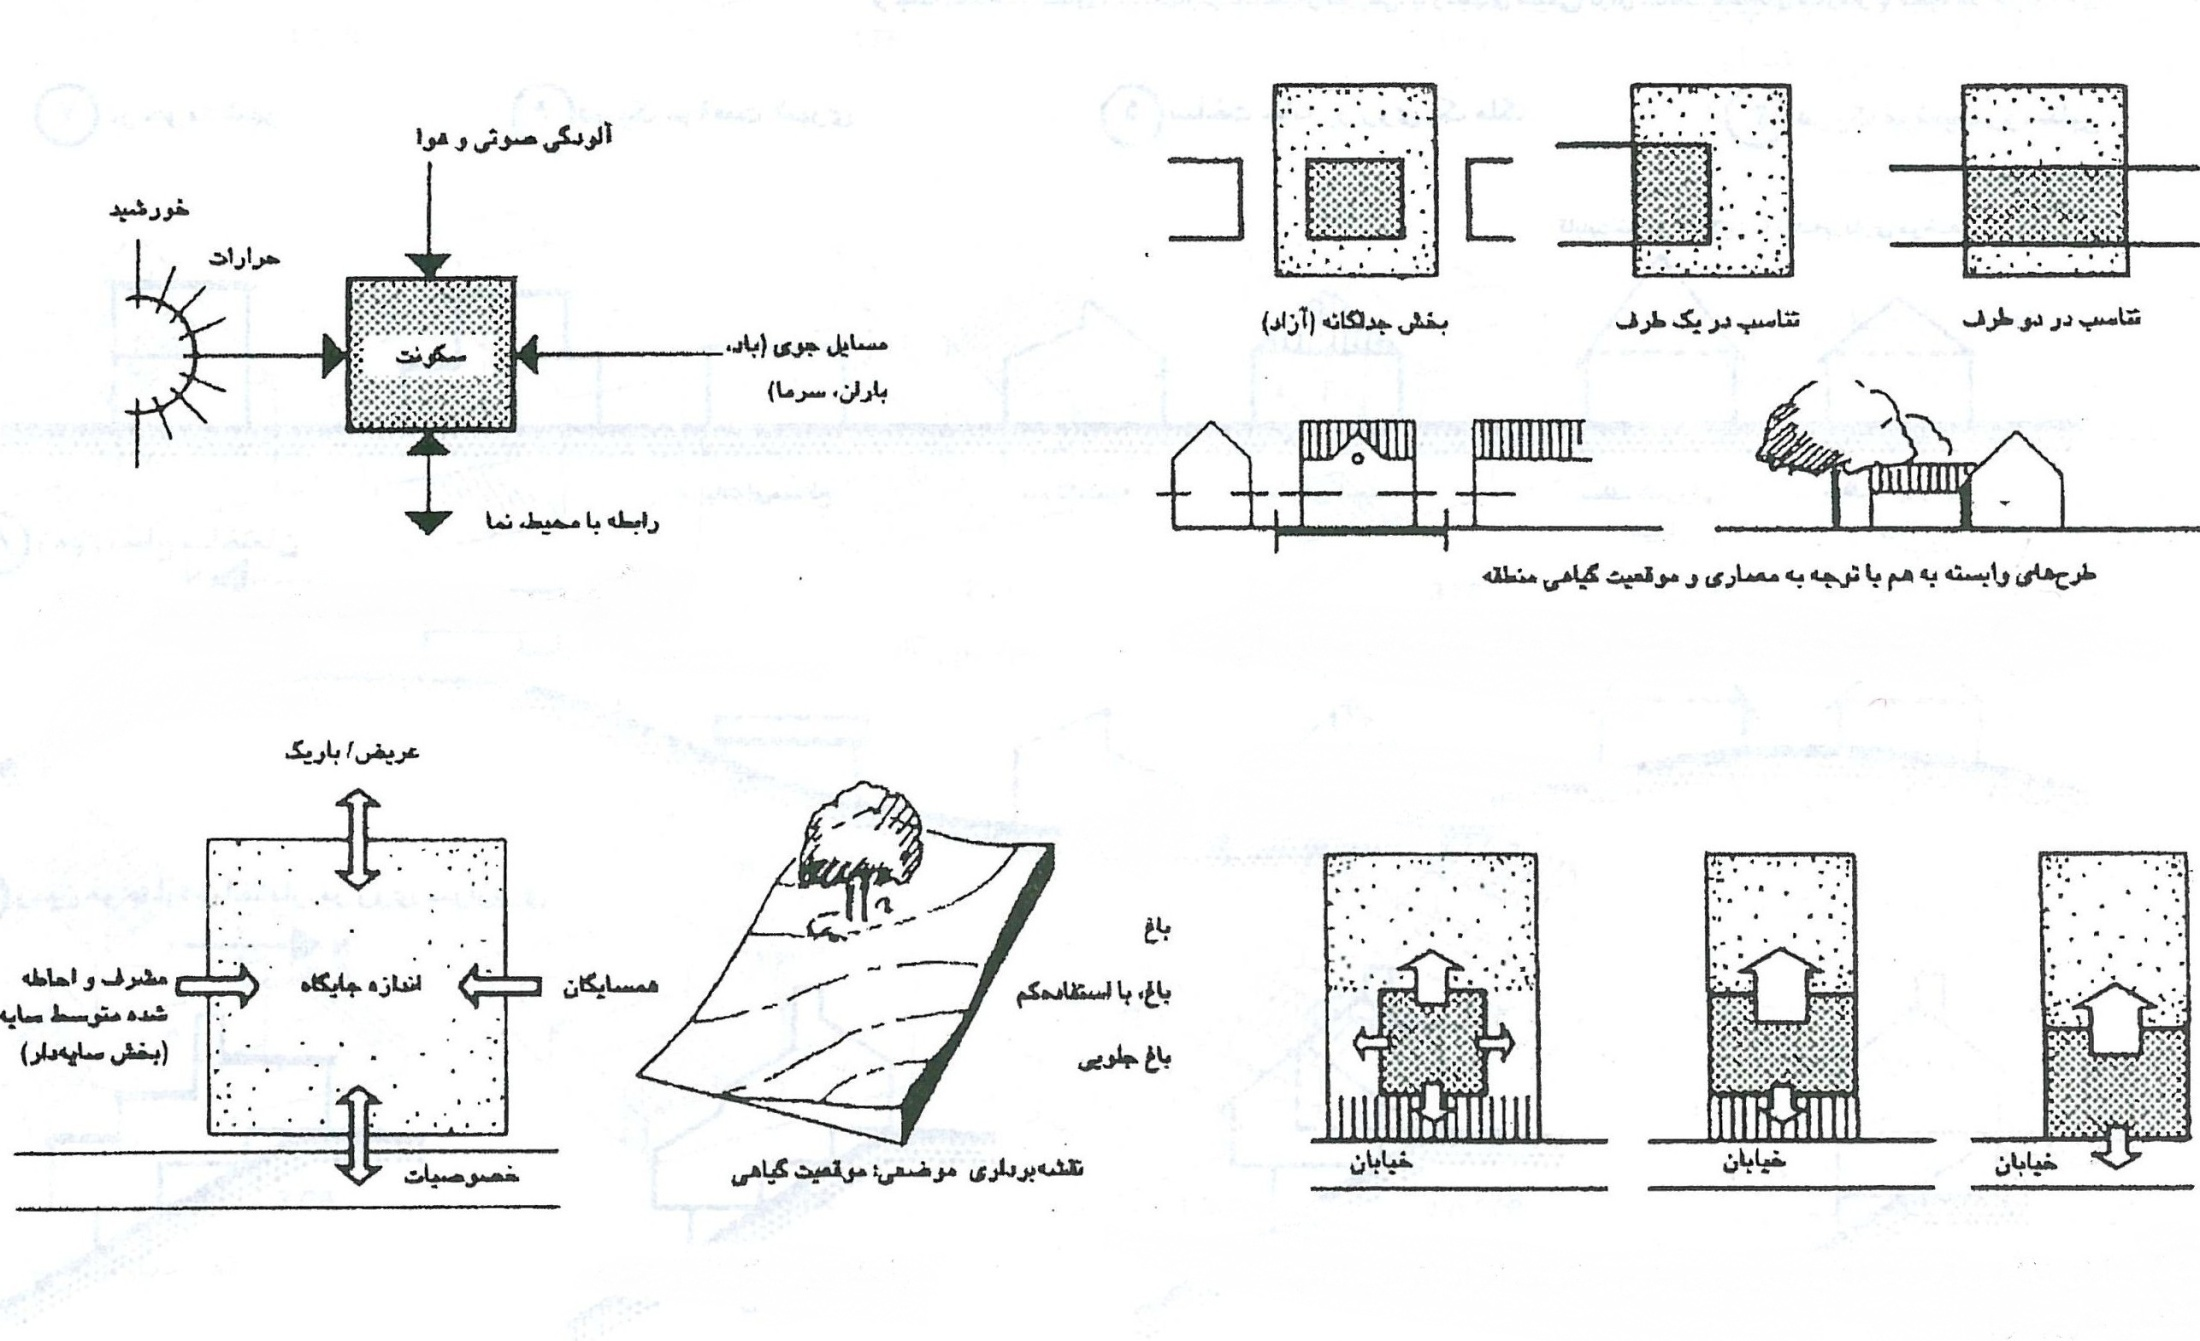 آلودگی صوتی و هوا
خورشید
حرارات
سکونت
مسایل جوی (باد،
باران، سرما)
رابطه با محیط، نما
بخش جداگانه (آزاد)
تناسب در یک طرف
تناسب در دو طرف
طرح‌های وابسته به هم با توجه به معماری و موقعیت گیاهی منطقه
عریض/ باریک
مشرف و احاطه
شده متوسط سایه
(بخش سایه‌دار)
اندازه جایگاه
همسایگان
خصوصیات
نقشه‌برداری موضعی: موقعیت گیاهی
باغ
باغ، با استفاده کم
باغ جلویی
خیابان
خیابان
خیابان